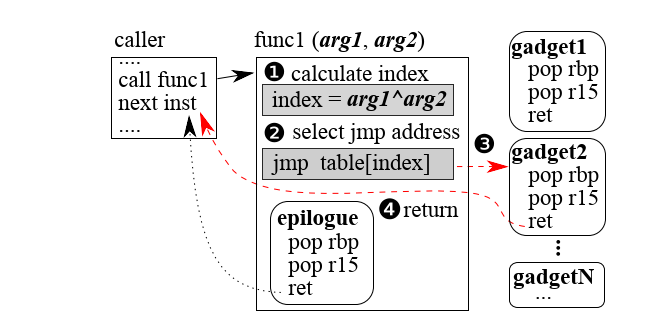 caller
....
call func1
next inst
....
func1 (arg1, arg2)
❶ calculate index
index = arg1^arg2
❷ select jmp address
jmp table[index]
❸
❹ return
epilogue
pop rbp
pop r15
ret
gadget1
pop rbp
pop r15
ret
gadget2
pop rbp
pop r15
ret
⋮
gadgetN
...